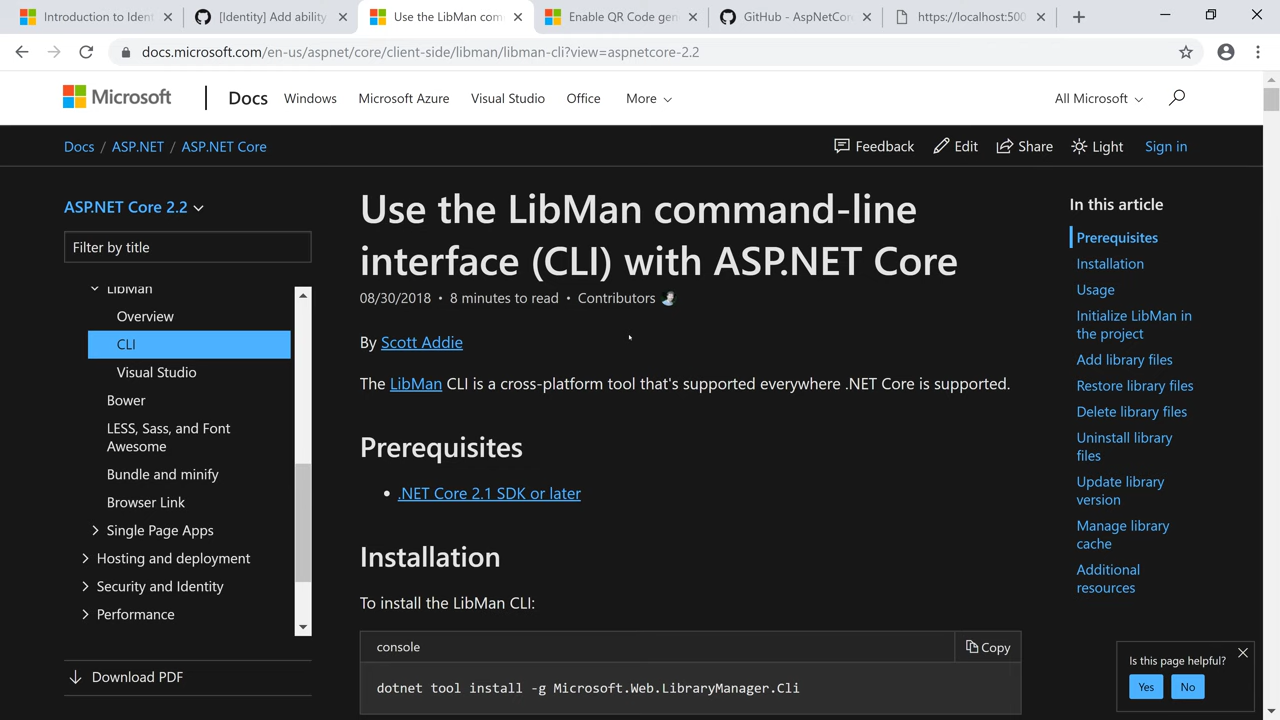 Introduction to Ident
[Identity] Add ability
Use the LibMan com
Enable QR Code gen
GitHub - AspNetCor
https://localhost:500
docs.microsoft.com/en-us/aspnet/core/client-side/libman/libman-cli?view=aspnetcore-2.2
Microsoft
Docs
Windows
Microsoft Azure
Visual Studio
Office
More
All Microsoft
Docs / ASP.NET / ASP.NET Core
Feedback
Edit
Share
Light
Sign in
ASP.NET Core 2.2
Filter by title
LibMan
Overview
CLI
Visual Studio
Bower
LESS, Sass, and Font
Awesome
Bundle and minify
Browser Link
Single Page Apps
Hosting and deployment
Security and Identity
Performance
Download PDF
Use the LibMan command-line
interface (CLI) with ASP.NET Core
08/30/2018 • 8 minutes to read • Contributors
By Scott Addie
The LibMan CLI is a cross-platform tool that's supported everywhere .NET Core is supported.
Prerequisites
• .NET Core 2.1 SDK or later
Installation
To install the LibMan CLI:
console
Copy
dotnet tool install -g Microsoft.Web.LibraryManager.Cli
In this article
Prerequisites
Installation
Usage
Initialize LibMan in
the project
Add library files
Restore library files
Delete library files
Uninstall library
files
Update library
version
Manage library
cache
Additional
resources
Is this page helpful?
Yes
No